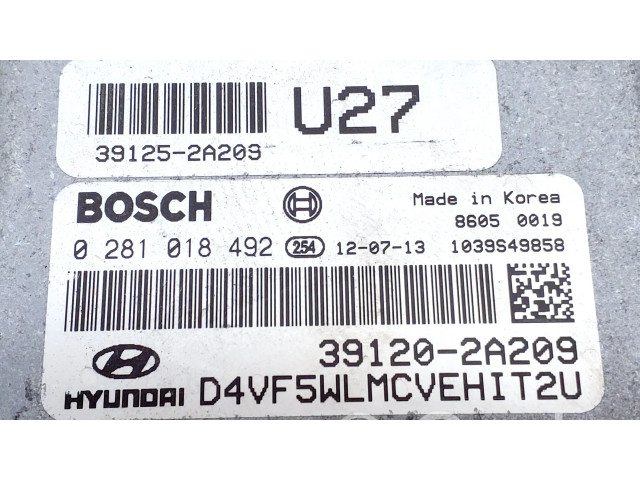 U27
39125-2A209
BOSCH
Made in Korea
8605 0019
0 281 018 492 254 12-07-13 1039S49858
39120-2A209
HYUNDAI D4VF5WLMCVEHIT2U